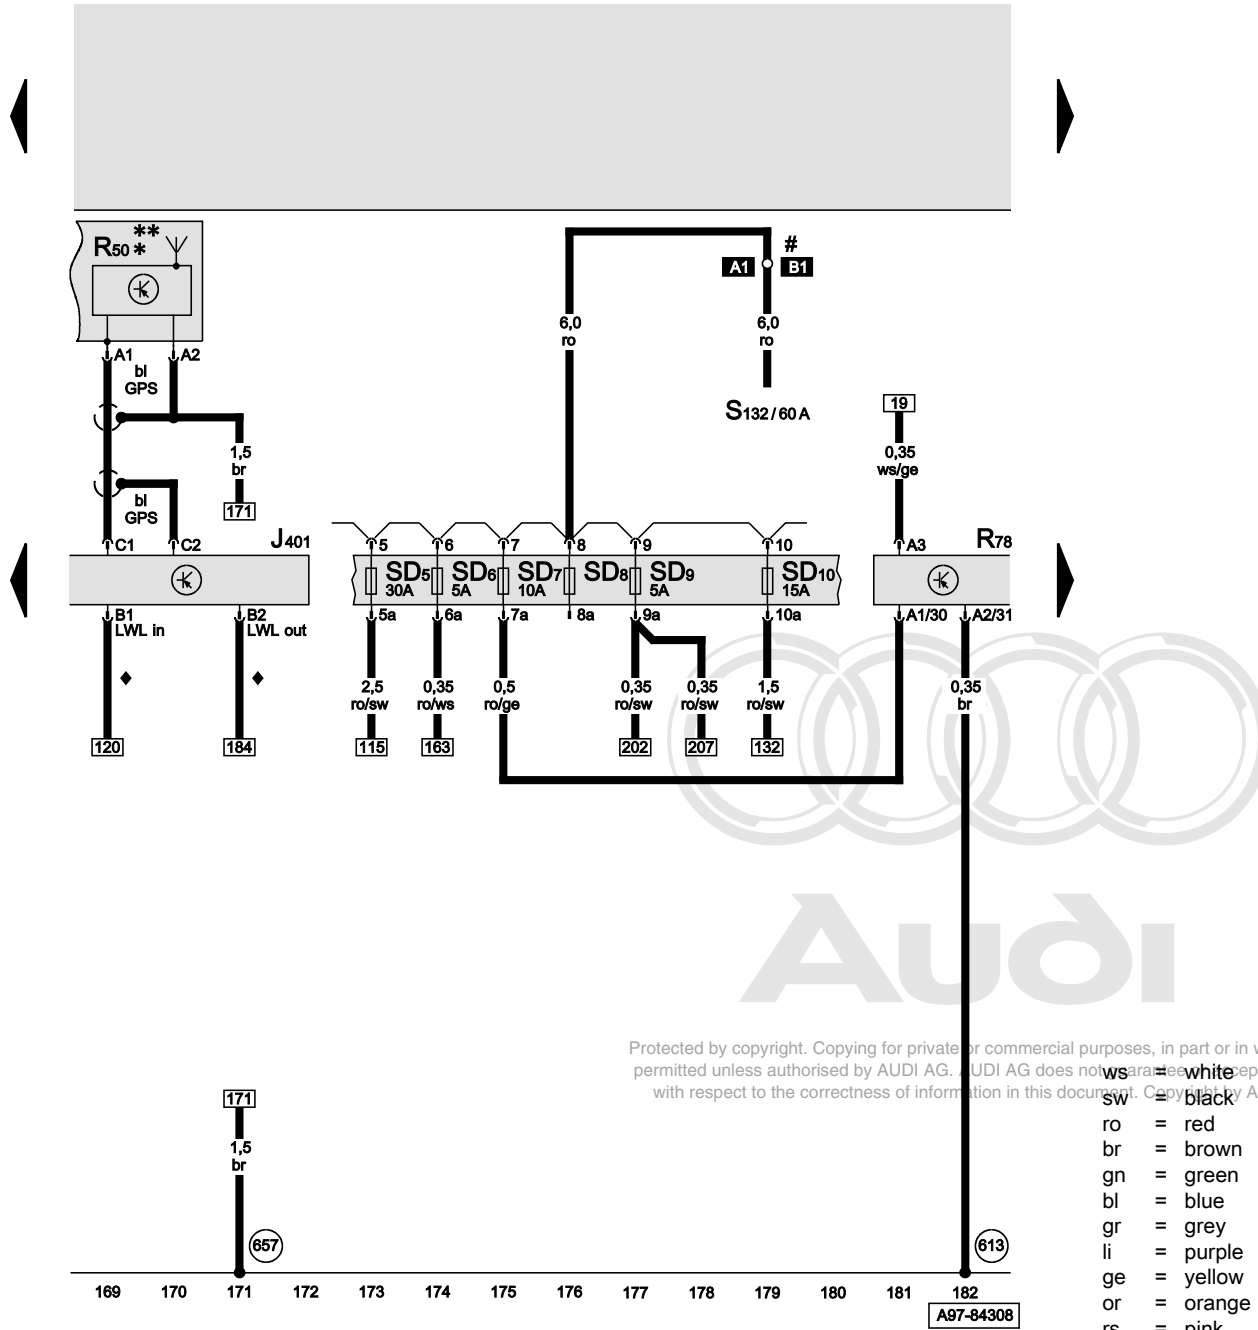 R50 **
*
#
A1 B1
6,0
ro
6,0
ro
A1 A2
bl
GPS
S132 / 60 A
19
1,5
br
0,35
ws/ge
bl
GPS
171
C1 C2 J401
5 6 7 8 9 10
A3 R78
SD5 SD6 SD7 SD8 SD9 SD10
30A 5A 10A 5A 15A
B1 B2
LWL in LWL out
5a 6a 7a 8a 9a 10a
A1/30 A2/31
2,5 0,35 0,5 0,35 0,35 1,5 0,35
ro/sw ro/ws ro/ge ro/sw ro/sw ro/sw br
120 184 115 163 202 207 132
Audi
Protected by copyright. Copying for private or commercial purposes, in part or in
permitted unless authorised by AUDI AG. AUDI AG does not guarantee
with respect to the correctness of information in this document. Copyright by A
ws = white
sw = black
ro = red
br = brown
gn = green
bl = blue
gr = grey
li = purple
ge = yellow
or = orange
rs = pink
171
1,5
br
657 613
169 170 171 172 173 174 175 176 177 178 179 180 181 182
A97-84308